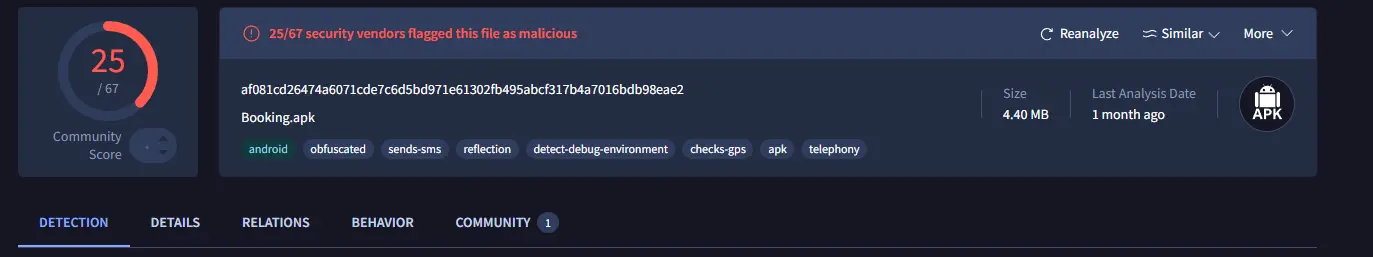 25
/ 67
Community
Score
25/67 security vendors flagged this file as malicious
Reanalyze
Similar
More
af081cd26474a6071cde7c6d5bd971e61302fb495abcf317b4a7016bdb98eae2
Booking.apk
android
obfuscated
sends-sms
reflection
detect-debug-environment
checks-gps
apk
telephony
Size
4.40 MB
Last Analysis Date
1 month ago
APK
DETECTION
DETAILS
RELATIONS
BEHAVIOR
COMMUNITY
1